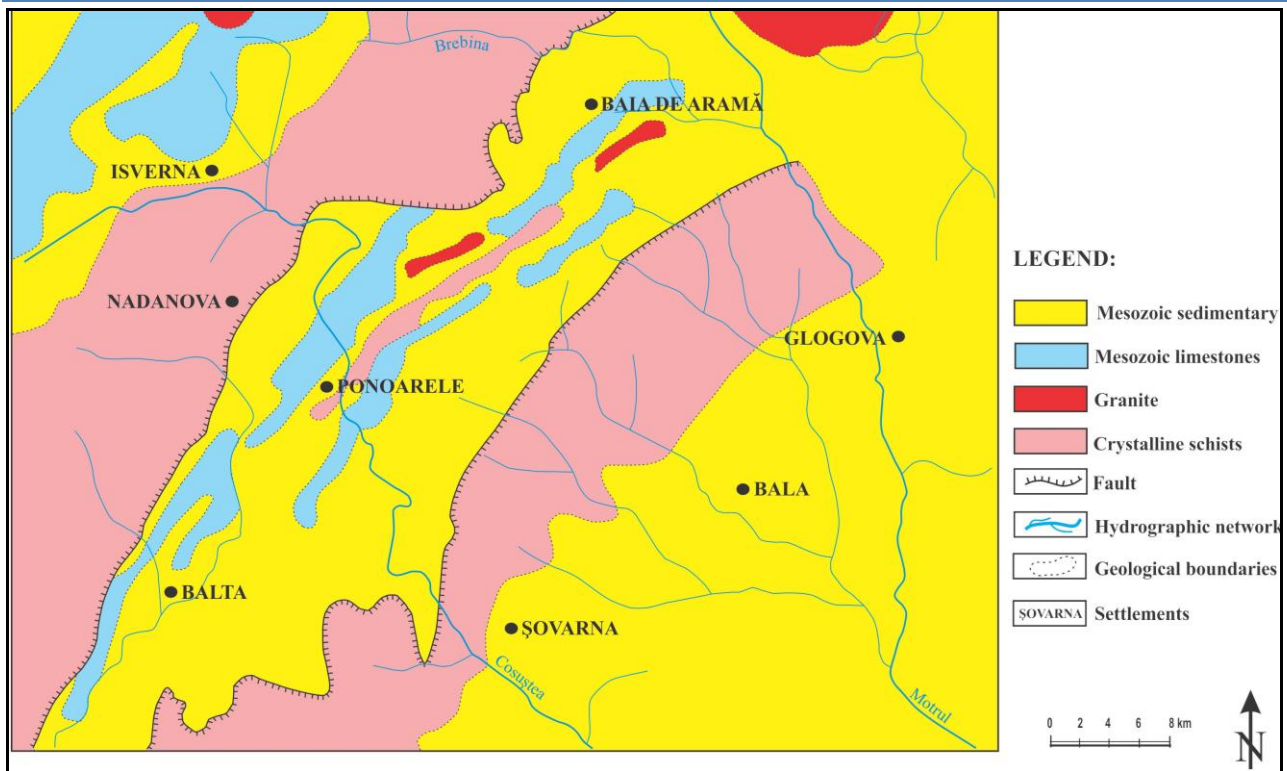 Brebina
BAIA DE ARAMĂ
ISVERNA
NADANOVA
GLOGOVA
PONOARELE
BALA
BALTA
ŞOVARNA
Coşuştea
Motrul
LEGEND:
Mesozoic sedimentary
Mesozoic limestones
Granite
Crystalline schists
Fault
Hydrographic network
Geological boundaries
ŞOVARNA Settlements
0 2 4 6 8 km
N